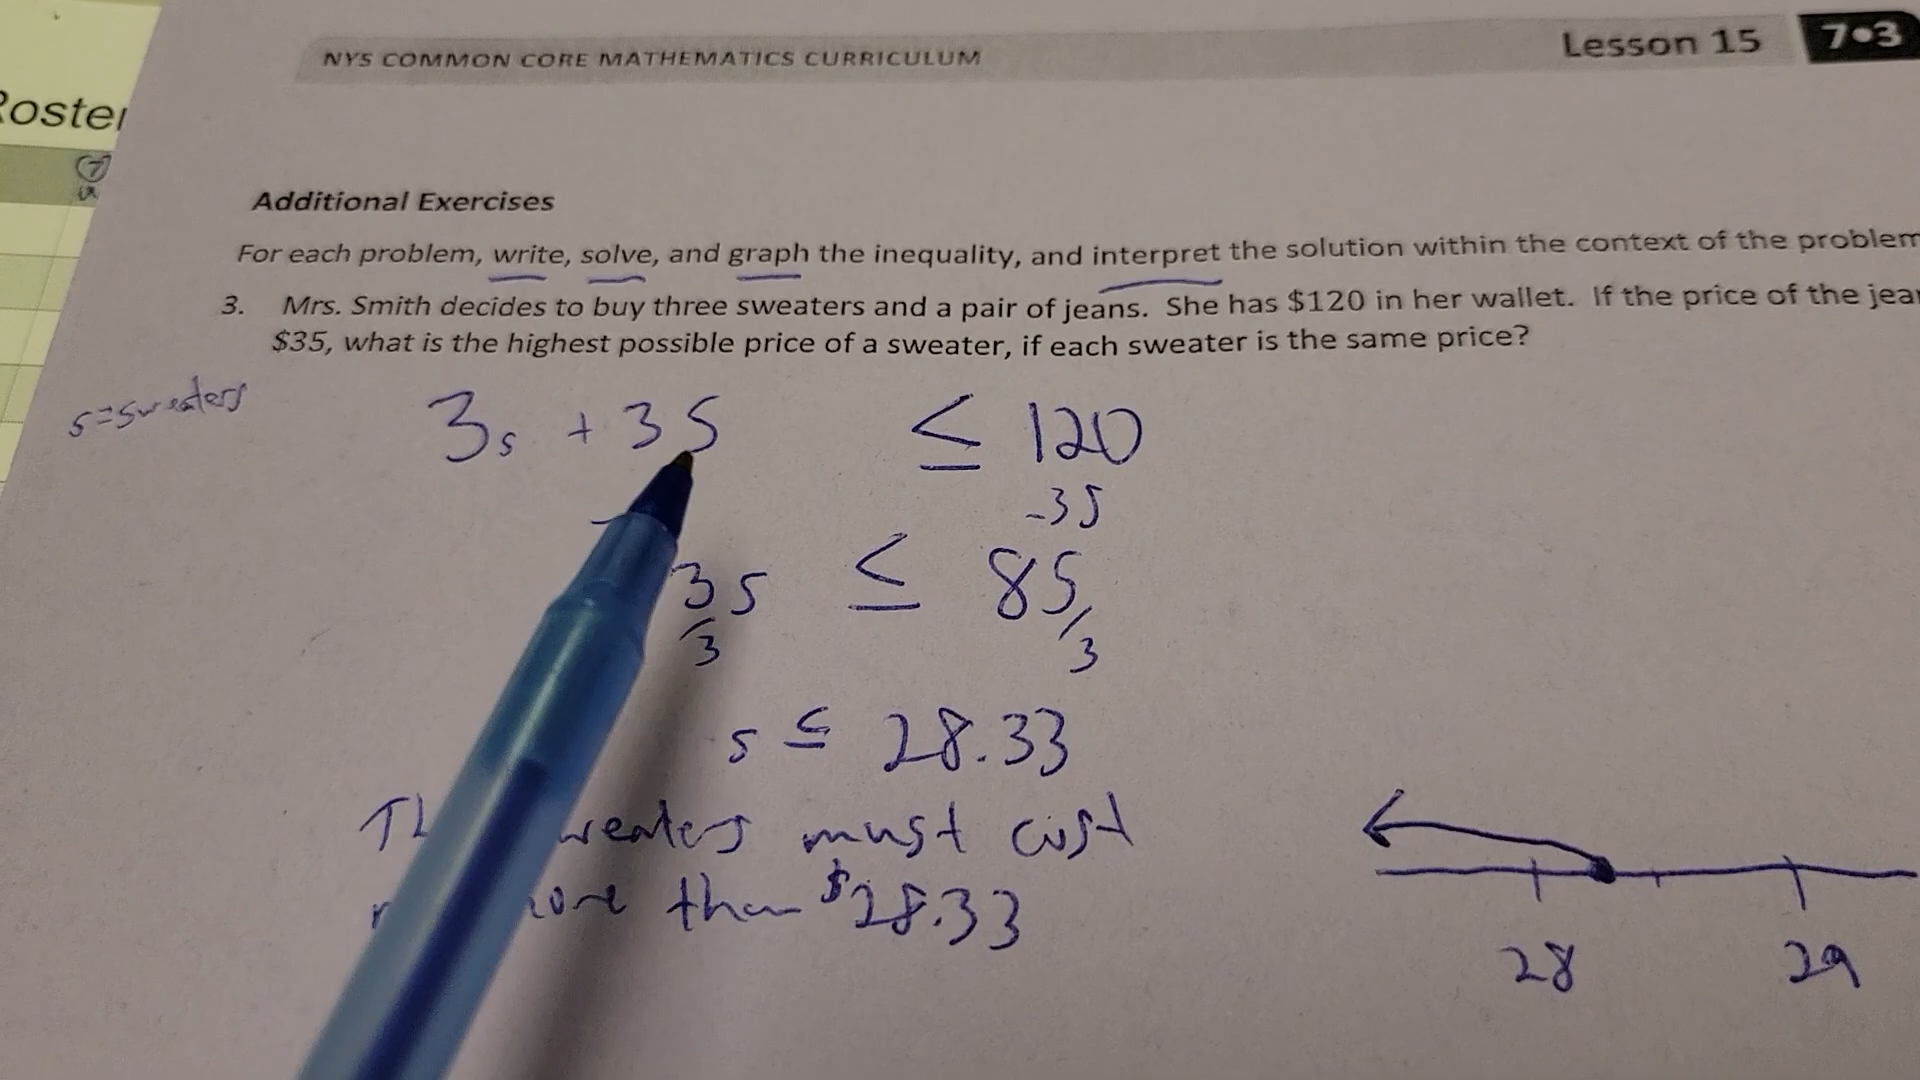 NYS COMMON CORE MATHEMATICS CURRICULUM Lesson 15 7•3
Additional Exercises
For each problem, write, solve, and graph the inequality, and interpret the solution within the context of the problem
3. Mrs. Smith decides to buy three sweaters and a pair of jeans. She has $120 in her wallet. If the price of the
$35, what is the highest possible price of a sweater, if each sweater is the same price?
s=sweaters
3s + 35 ≤ 120
-35
3s ≤ 85
/3 /3
s ≤ 28.33
must cost
than $28.33
28 29